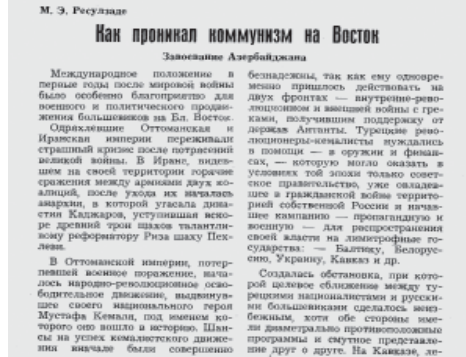 М. Э. Ресулзаде
Как проникал коммунизм на Восток
Завоевание Азербайджана
Международное положение в
первые годы после мировой войны
было особенно благоприятно для
военного и политического продви-
жения большевиков на Бл. Восток.
Одряхлевшие Оттоманская и
Иранская империи переживали
страшный кризис после потрясений
великой войны. В Иране, видев-
шем на своей территории горячие
сражения между армиями двух ко-
алиций, после ухода их началась
анархия, в которой угасала дина-
стия Каджаров, уступившая вско-
ре древний трон шахов талантли-
вому реформатору Риза шаху Пех-
леви.
В Оттоманской империи, потер-
певшей военное поражение, нача-
лось народно-революционное осво-
бодительное движение, выдвинув-
шее своего национального героя
Мустафа Кемаля, под именем ко-
торого оно вошло в историю. Шан-
сы на успех кемалистского движе-
ния вначале были совершенно
безнадежны, так как ему одновре-
менно пришлось действовать на
двух фронтах — внутренне-рево-
люционном и внешней войны с гре-
ками, получившим поддержку от
держав Антанты. Турецкие рево-
люционеры-кемалисты нуждались
в помощи — в оружии и финан-
сах, — которую могло оказать в
условиях той эпохи только совет-
ское правительство, уже овладев-
шее в гражданской войне территори-
ей собственной России и начав-
шее кампанию — пропагандную и
военную — для распространения
своей власти на лимитрофные го-
сударства: — Балтику, Белорус-
сию, Украину, Кавказ и др.
Создалась обстановка, при кото-
рой целевое сближение между ту-
рецкими националистами и русски-
ми большевиками сделалось неиз-
бежным, хотя обе стороны име-
ли диаметрально противоположные
программы и смутное представле-
ние друг о друге. На Кавказе, ле-